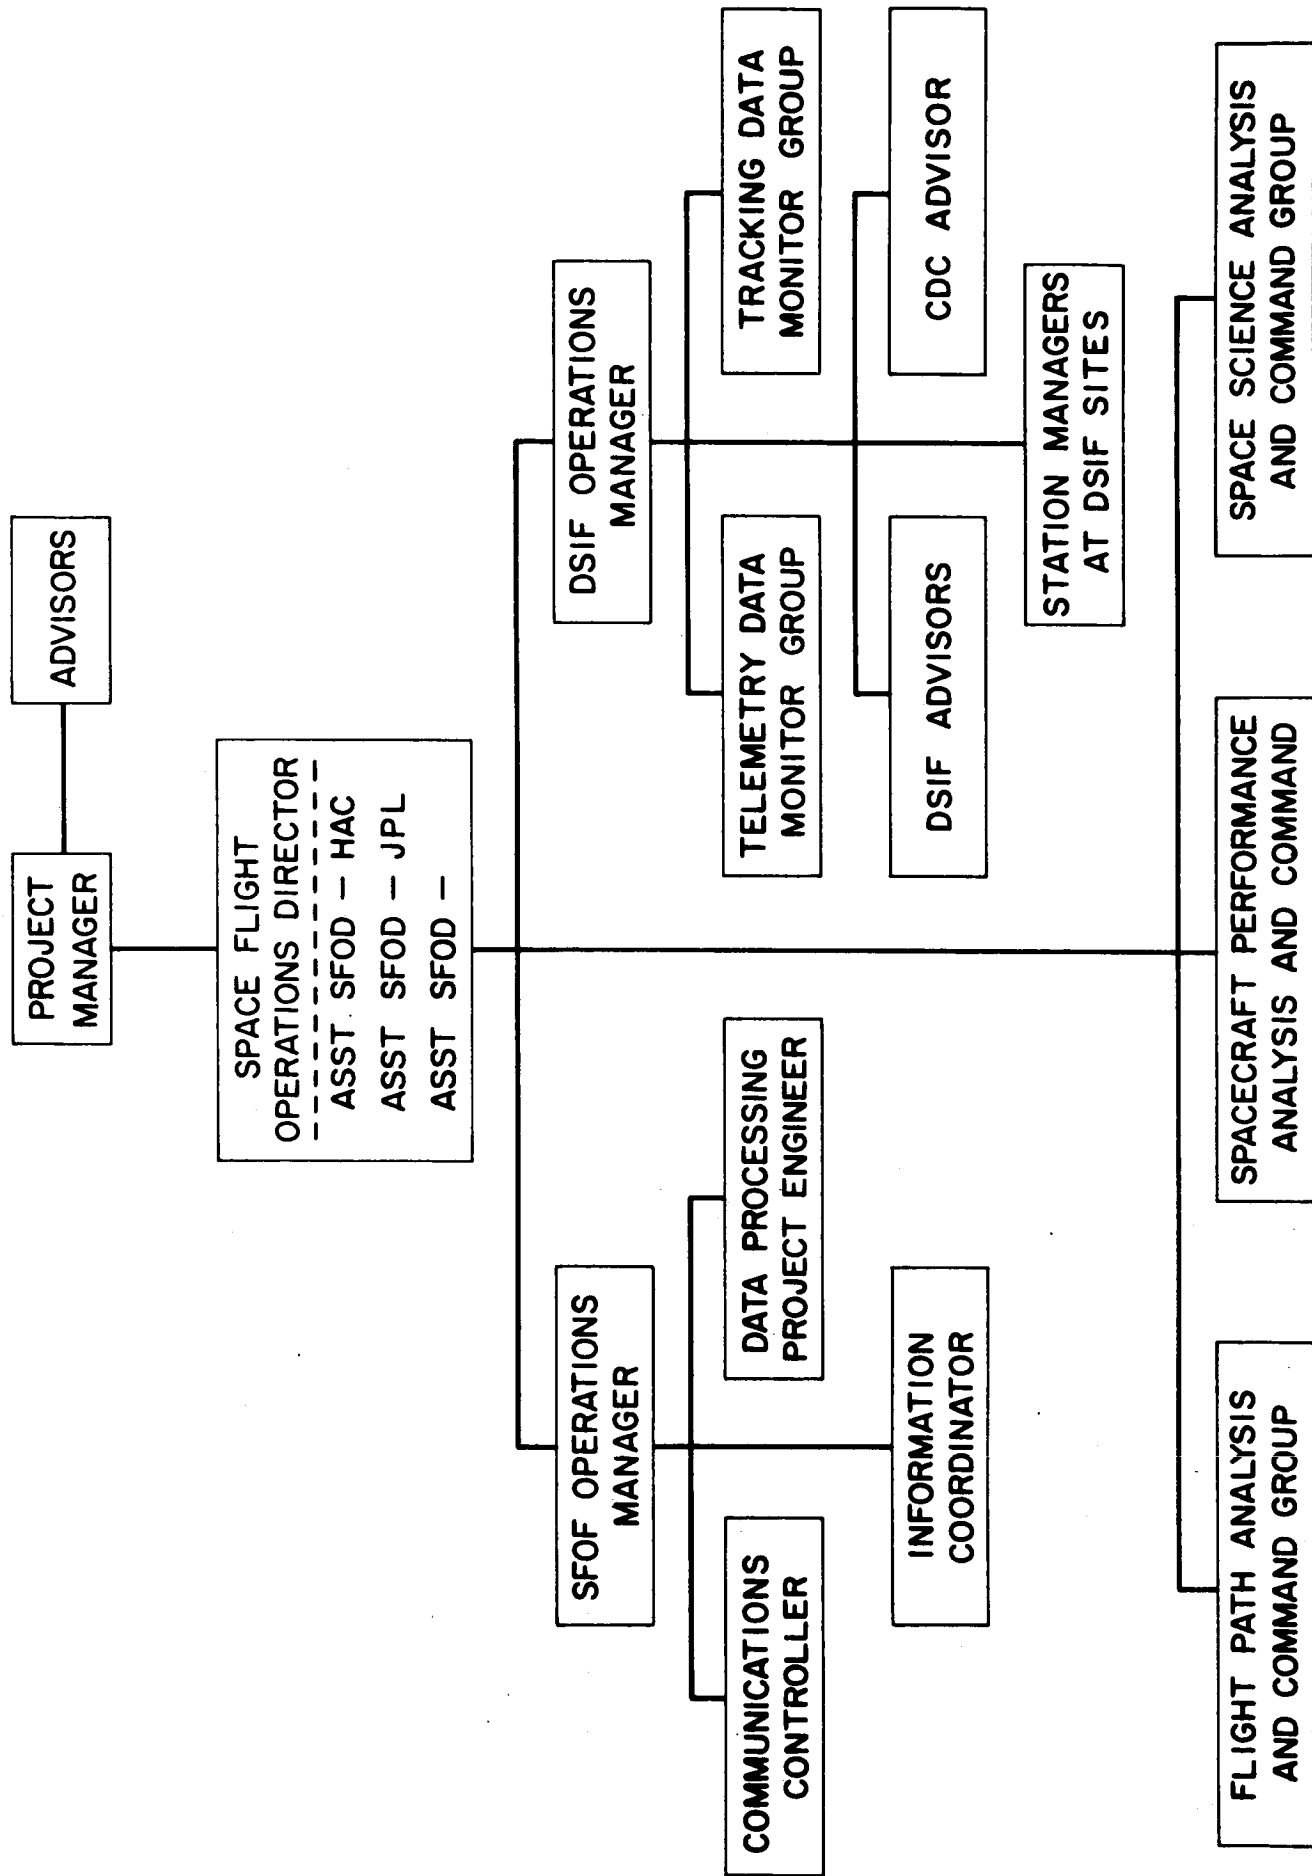 PROJECT
MANAGER
ADVISORS
SPACE FLIGHT
OPERATIONS DIRECTOR
ASST SFOD — HAC
ASST SFOD — JPL
ASST SFOD —
SFOF OPERATIONS
MANAGER
DSIF OPERATIONS
MANAGER
COMMUNICATIONS
CONTROLLER
DATA PROCESSING
PROJECT ENGINEER
TELEMETRY DATA
MONITOR GROUP
TRACKING DATA
MONITOR GROUP
INFORMATION
COORDINATOR
DSIF ADVISORS
CDC ADVISOR
STATION MANAGERS
AT DSIF SITES
FLIGHT PATH ANALYSIS
AND COMMAND GROUP
SPACECRAFT PERFORMANCE
ANALYSIS AND COMMAND
SPACE SCIENCE ANALYSIS
AND COMMAND GROUP